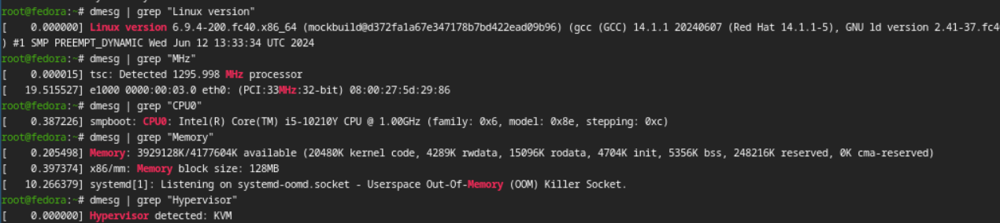 root@fedora:~# dmesg | grep "Linux version"
[    0.000000] Linux version 6.9.4-200.fc40.x86_64 (mockbuild@d372fa1a67e347178b7bd422ead09b96) (gcc (GCC) 14.1.1 20240607 (Red Hat 14.1.1-5), GNU ld version 2.41-37.fc40
) #1 SMP PREEMPT_DYNAMIC Wed Jun 12 13:33:34 UTC 2024
root@fedora:~# dmesg | grep "MHz"
[    0.000015] tsc: Detected 1295.998 MHz processor
[   19.515527] e1000 0000:00:03.0 eth0: (PCI:33MHz:32-bit) 08:00:27:5d:29:86
root@fedora:~# dmesg | grep "CPU0"
[    0.387226] smpboot: CPU0: Intel(R) Core(TM) i5-10210Y CPU @ 1.00GHz (family: 0x6, model: 0x8e, stepping: 0xc)
root@fedora:~# dmesg | grep "Memory"
[    0.205498] Memory: 3929128K/4177604K available (20480K kernel code, 4289K rwdata, 15096K rodata, 4704K init, 5356K bss, 248216K reserved, 0K cma-reserved)
[    0.397374] x86/mm: Memory block size: 128MB
[   10.266379] systemd[1]: Listening on systemd-oomd.socket - Userspace Out-Of-Memory (OOM) Killer Socket.
root@fedora:~# dmesg | grep "Hypervisor"
[    0.000000] Hypervisor detected: KVM